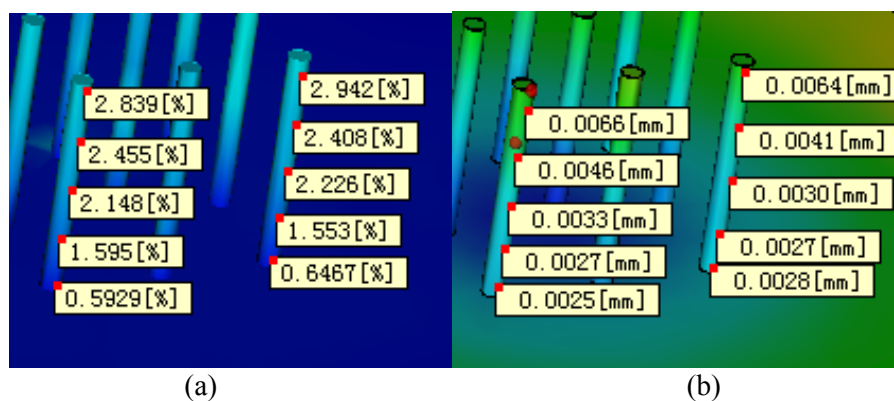 2.839[%]
2.455[%]
2.148[%]
1.595[%]
0.5929[%]
2.942[%]
2.408[%]
2.226[%]
1.553[%]
0.6467[%]
(a)
0.0066[mm]
0.0046[mm]
0.0033[mm]
0.0027[mm]
0.0025[mm]
0.0064[mm]
0.0041[mm]
0.0030[mm]
0.0027[mm]
0.0028[mm]
(b)